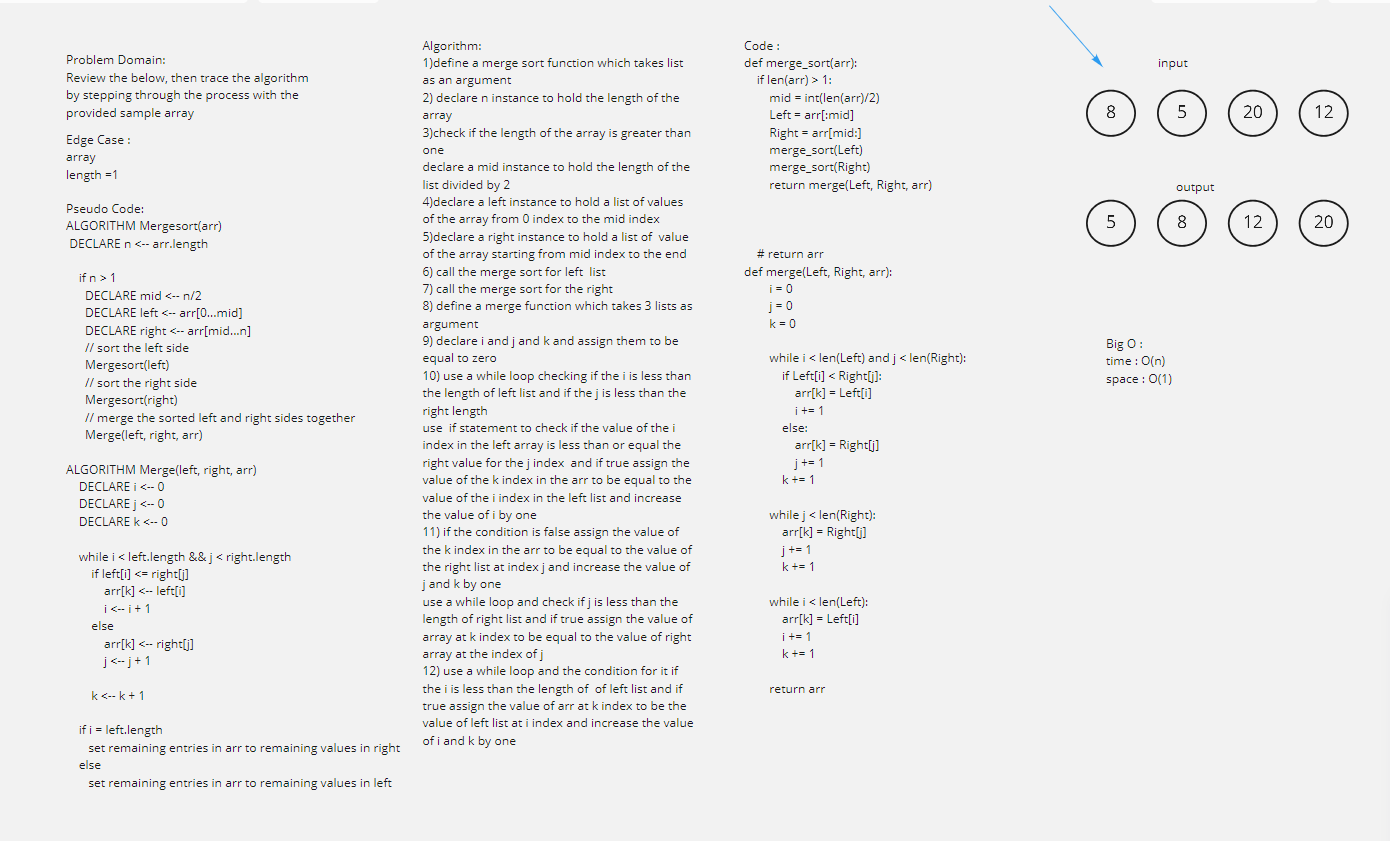 Problem Domain:
Review the below, then trace the algorithm
by stepping through the process with the
provided sample array
Edge Case :
array
length =1
Pseudo Code:
ALGORITHM Mergesort(arr)
DECLARE n <-- arr.length
if n > 1
DECLARE mid <-- n/2
DECLARE left <-- arr[0...mid]
DECLARE right <-- arr[mid...n]
// sort the left side
Mergesort(left)
// sort the right side
Mergesort(right)
// merge the sorted left and right sides together
Merge(left, right, arr)
ALGORITHM Merge(left, right, arr)
DECLARE i <-- 0
DECLARE j <-- 0
DECLARE k <-- 0
while i < left.length && j < right.length
if left[i] <= right[j]
arr[k] <-- left[i]
i <-- i + 1
else
arr[k] <-- right[j]
j <-- j + 1
k <-- k + 1
if i = left.length
set remaining entries in arr to remaining values in right
else
set remaining entries in arr to remaining values in left
Algorithm:
1)define a merge sort function which takes list
as an argument
2) declare n instance to hold the length of the
array
3)check if the length of the array is greater than
one
declare a mid instance to hold the length of the
list divided by 2
4)declare a left instance to hold a list of values
of the array from 0 index to the mid index
5)declare a right instance to hold a list of value
of the array starting from mid index to the end
6) call the merge sort for left list
7) call the merge sort for the right
8) define a merge function which takes 3 lists as
argument
9) declare i and j and k and assign them to be
equal to zero
10) use a while loop checking if the i is less than
the length of left list and if the j is less than the
right length
use if statement to check if the value of the i
index in the left array is less than or equal the
right value for the j index and if true assign the
value of the k index in the arr to be equal to the
value of the i index in the left list and increase
the value of i by one
11) if the condition is false assign the value of
the k index in the arr to be equal to the value of
the right list at index j and increase the value of
j and k by one
use a while loop and check if j is less than the
length of right list and if true assign the value of
array at k index to be equal to the value of right
array at the index of j
12) use a while loop and the condition for it if
the i is less than the length of of left list and if
true assign the value of arr at k index to be the
value of left list at i index and increase the value
of i and k by one
Code :
def merge_sort(arr):
if len(arr) > 1:
mid = int(len(arr)/2)
Left = arr[:mid]
Right = arr[mid:]
merge_sort(Left)
merge_sort(Right)
return merge(Left, Right, arr)
# return arr
def merge(Left, Right, arr):
i = 0
j = 0
k = 0
while i < len(Left) and j < len(Right):
if Left[i] < Right[j]:
arr[k] = Left[i]
i += 1
else:
arr[k] = Right[j]
j += 1
k += 1
while j < len(Right):
arr[k] = Right[j]
j += 1
k += 1
while i < len(Left):
arr[k] = Left[i]
i += 1
k += 1
return arr
input
8 5 20 12
output
5 8 12 20
Big O :
time : O(n)
space : O(1)